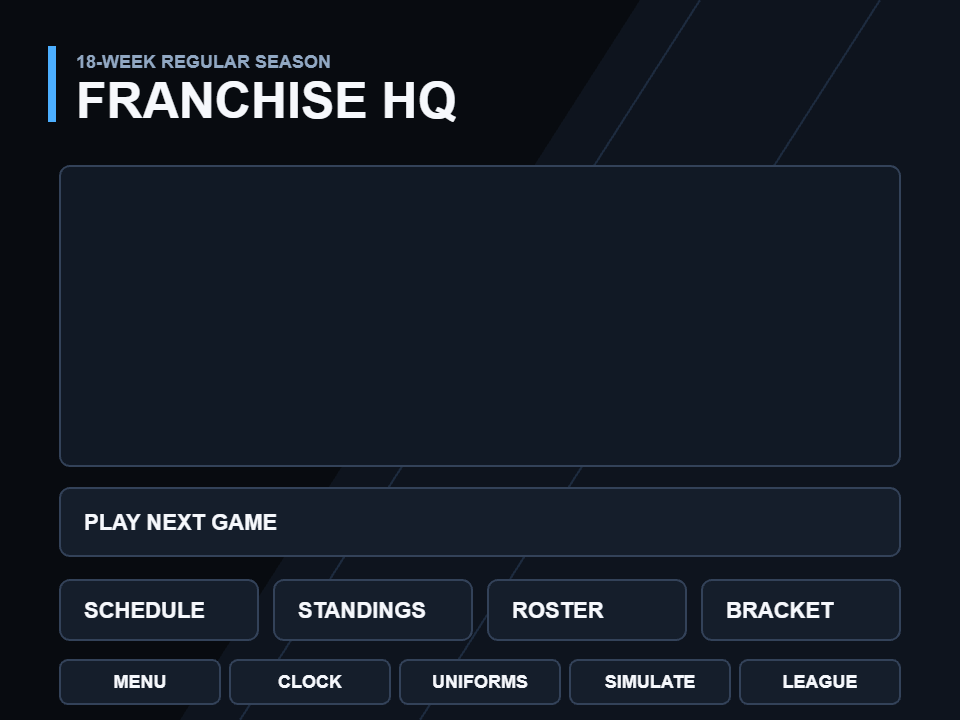 18-WEEK REGULAR SEASON
FRANCHISE HQ
PLAY NEXT GAME
SCHEDULE
STANDINGS
ROSTER
BRACKET
MENU
CLOCK
UNIFORMS
SIMULATE
LEAGUE